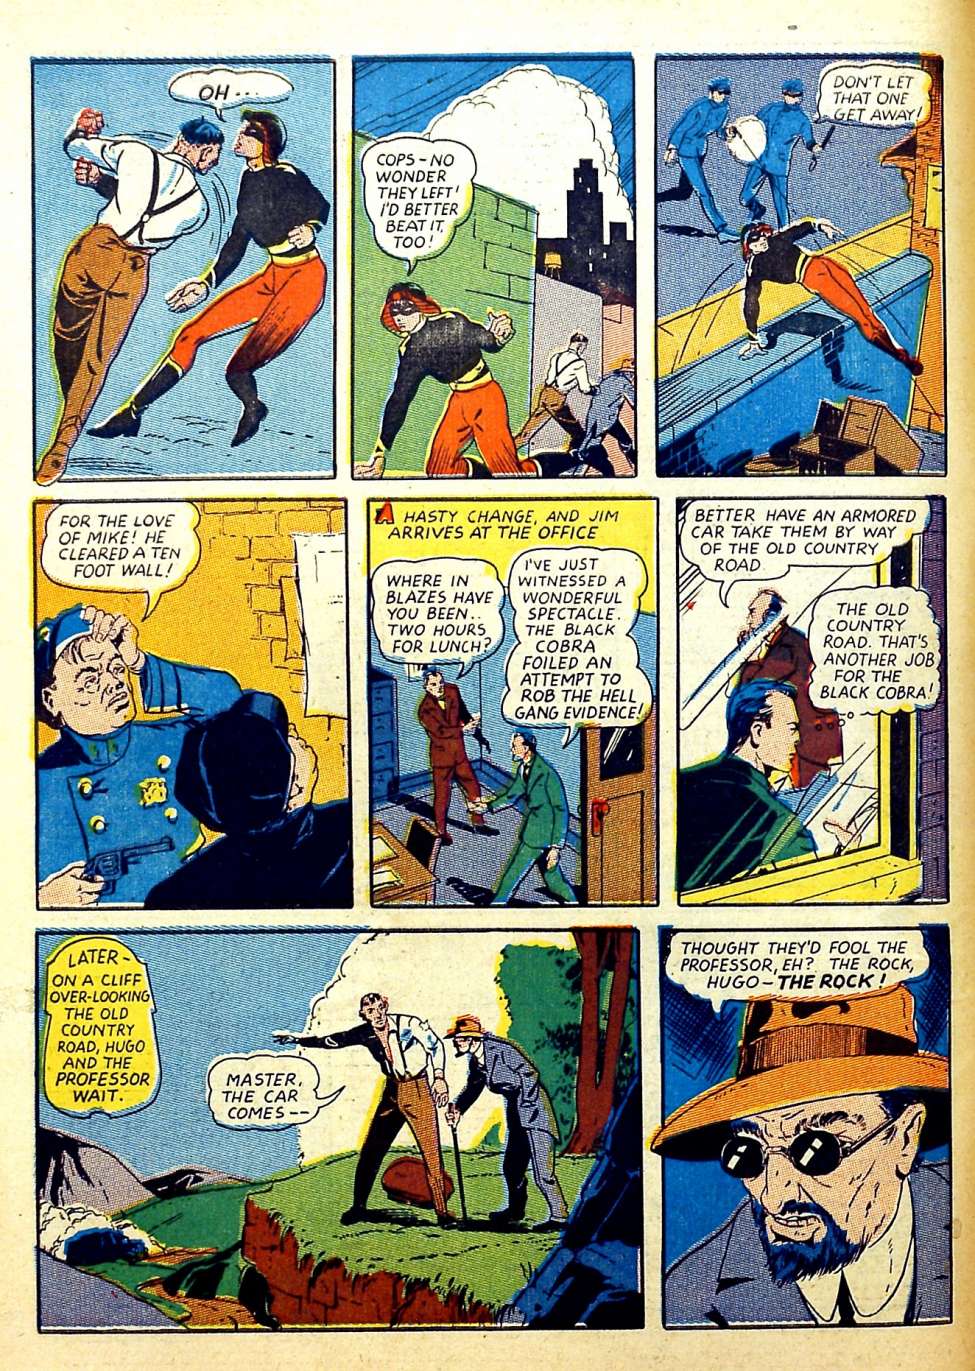 OH...
COPS-NO
WONDER
THEY LEFT!
I'D BETTER
BEAT IT,
TOO!
DON'T LET
THAT ONE
GET AWAY!
FOR THE LOVE
OF MIKE! HE
CLEARED A TEN
FOOT WALL!
A HASTY CHANGE, AND JIM
ARRIVES AT THE OFFICE
WHERE IN
BLAZES HAVE
YOU BEEN..
TWO HOURS
FOR LUNCH?
I'VE JUST
WITNESSED A
WONDERFUL
SPECTACLE.
THE BLACK
COBRA
FOILED AN
ATTEMPT TO
ROB THE HELL
GANG EVIDENCE!
BETTER HAVE AN ARMORED
CAR TAKE THEM BY WAY
OF THE OLD COUNTRY
ROAD.
THE OLD
COUNTRY
ROAD. THAT'S
ANOTHER JOB
FOR THE
BLACK COBRA!
LATER-
ON A CLIFF
OVER-LOOKING
THE OLD
COUNTRY
ROAD, HUGO
AND THE
PROFESSOR
WAIT.
MASTER,
THE CAR
COMES--
THOUGHT THEY'D FOOL THE
PROFESSOR, EH? THE ROCK,
HUGO-THE ROCK!